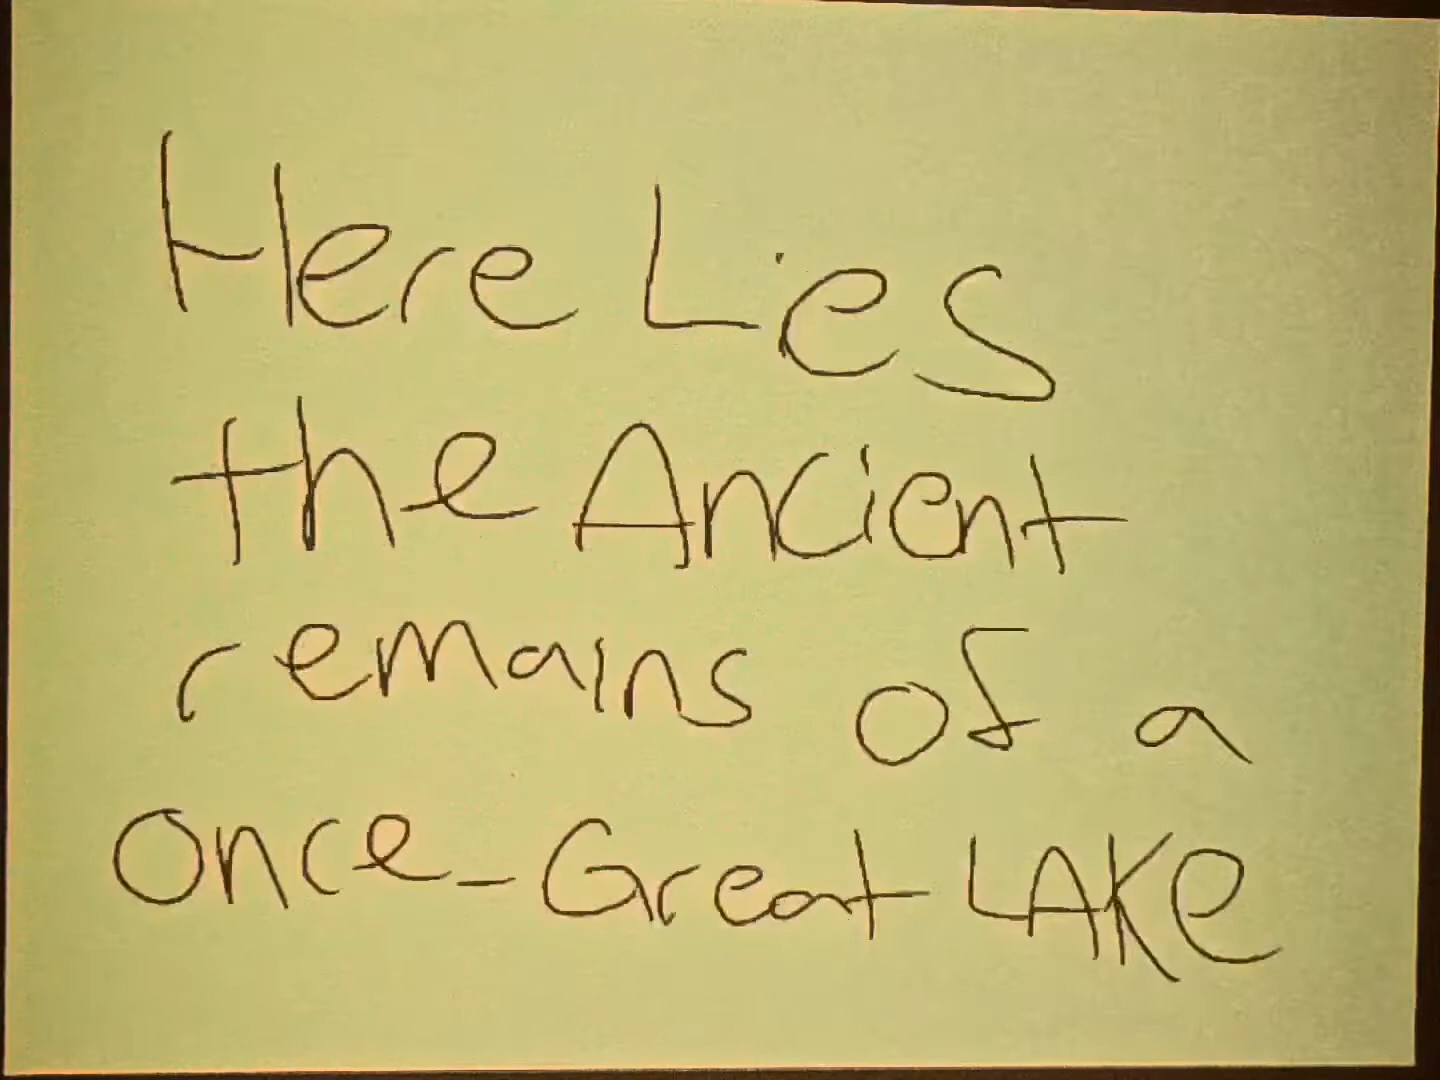 Here Lies
the Ancient
remains of a
once-Great LAKe